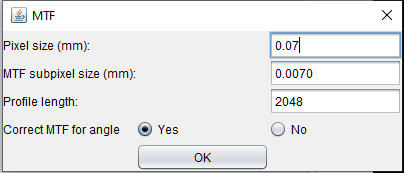 MTF
Pixel size (mm): 0.07
MTF subpixel size (mm): 0.0070
Profile length: 2048
Correct MTF for angle Yes No
OK